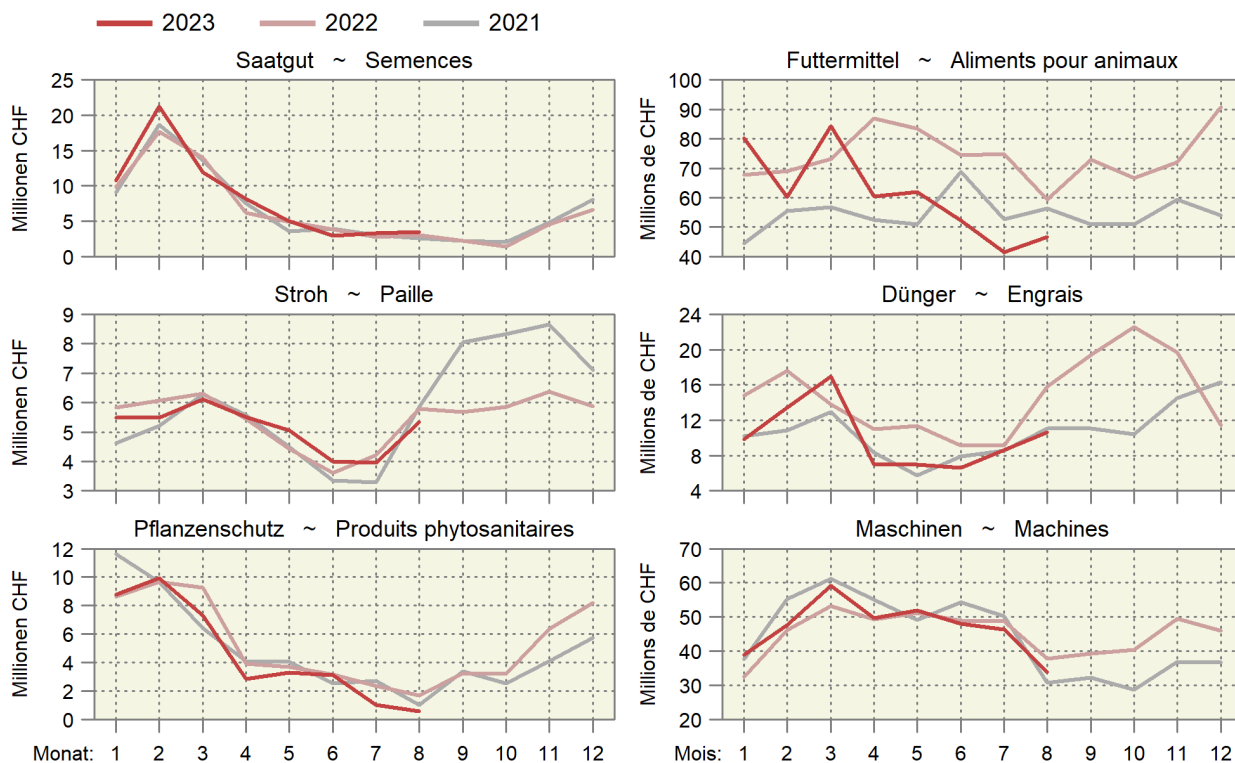 2023 2022 2021
Saatgut ~ Semences
Millionen CHF
25
20
15
10
5
0
Futtermittel ~ Aliments pour animaux
Millions de CHF
100
90
80
70
60
50
40
Stroh ~ Paille
Millionen CHF
9
8
7
6
5
4
3
Dünger ~ Engrais
Millions de CHF
24
20
16
12
8
4
Pflanzenschutz ~ Produits phytosanitaires
Millionen CHF
12
10
8
6
4
2
0
Monat: 1 2 3 4 5 6 7 8 9 10 11 12
Maschinen ~ Machines
Millions de CHF
70
60
50
40
30
20
Mois: 1 2 3 4 5 6 7 8 9 10 11 12